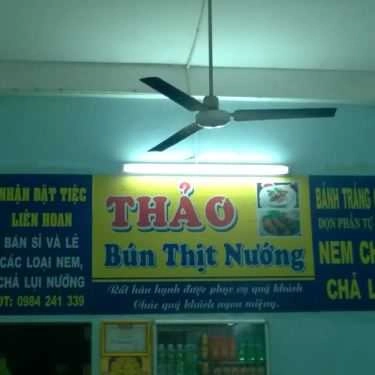 NHẬN ĐẶT TIỆC
LIÊN HOAN
BÁN SỈ VÀ LẺ
CÁC LOẠI NEM,
CHẢ LỤI NƯỚNG
ĐT: 0984 241 339
THẢO
Bún Thịt Nướng
Rất hân hạnh được phục vụ quý khách
Chúc quý khách ngon miệng.
BÁNH TRÁNG
DỌN PHẦN TỰ
NEM CH
CHẢ L